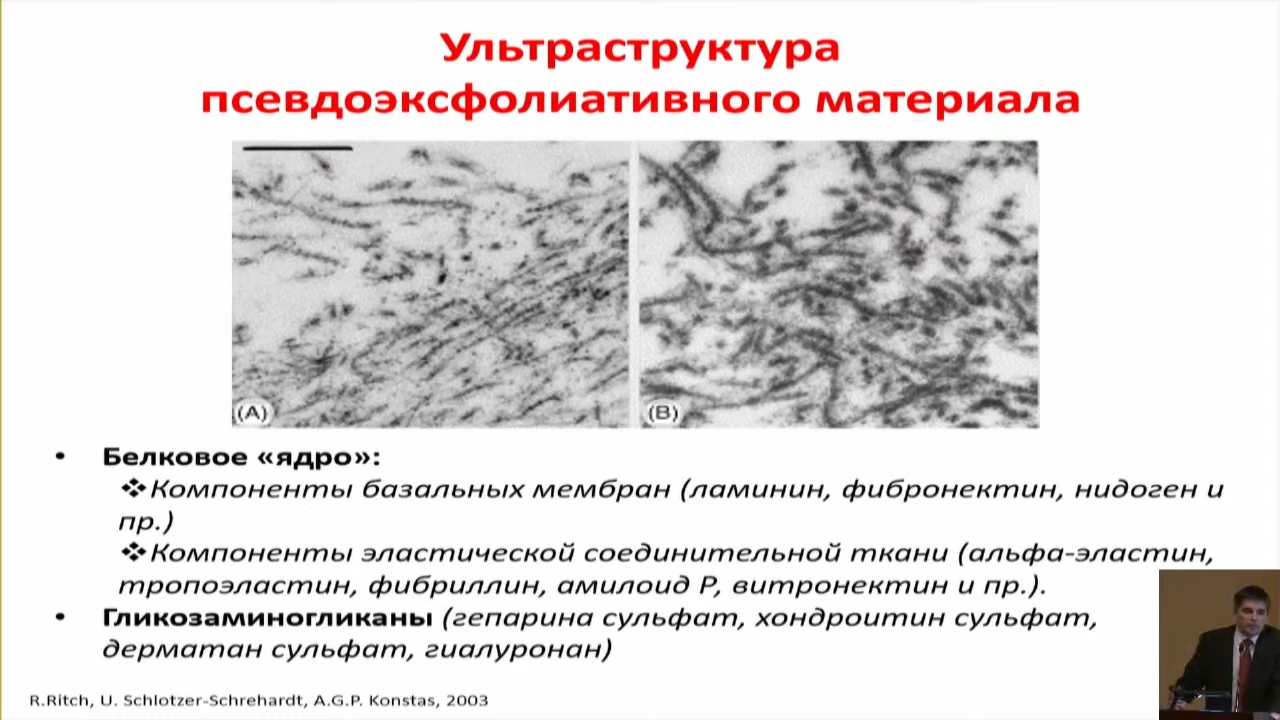 Ультраструктура
псевдоэксфолиативного материала
(A)
(B)
• Белковое «ядро»:
❖Компоненты базальных мембран (ламинин, фибронектин, нидоген и
пр.)
❖Компоненты эластической соединительной ткани (альфа-эластин,
тропоэластин, фибриллин, амилоид Р, витронектин и пр.).
• Гликозаминогликаны (гепарина сульфат, хондроитин сульфат,
дерматан сульфат, гиалуронан)
R.Ritch, U. Schlotzer-Schrehardt, A.G.P. Konstas, 2003